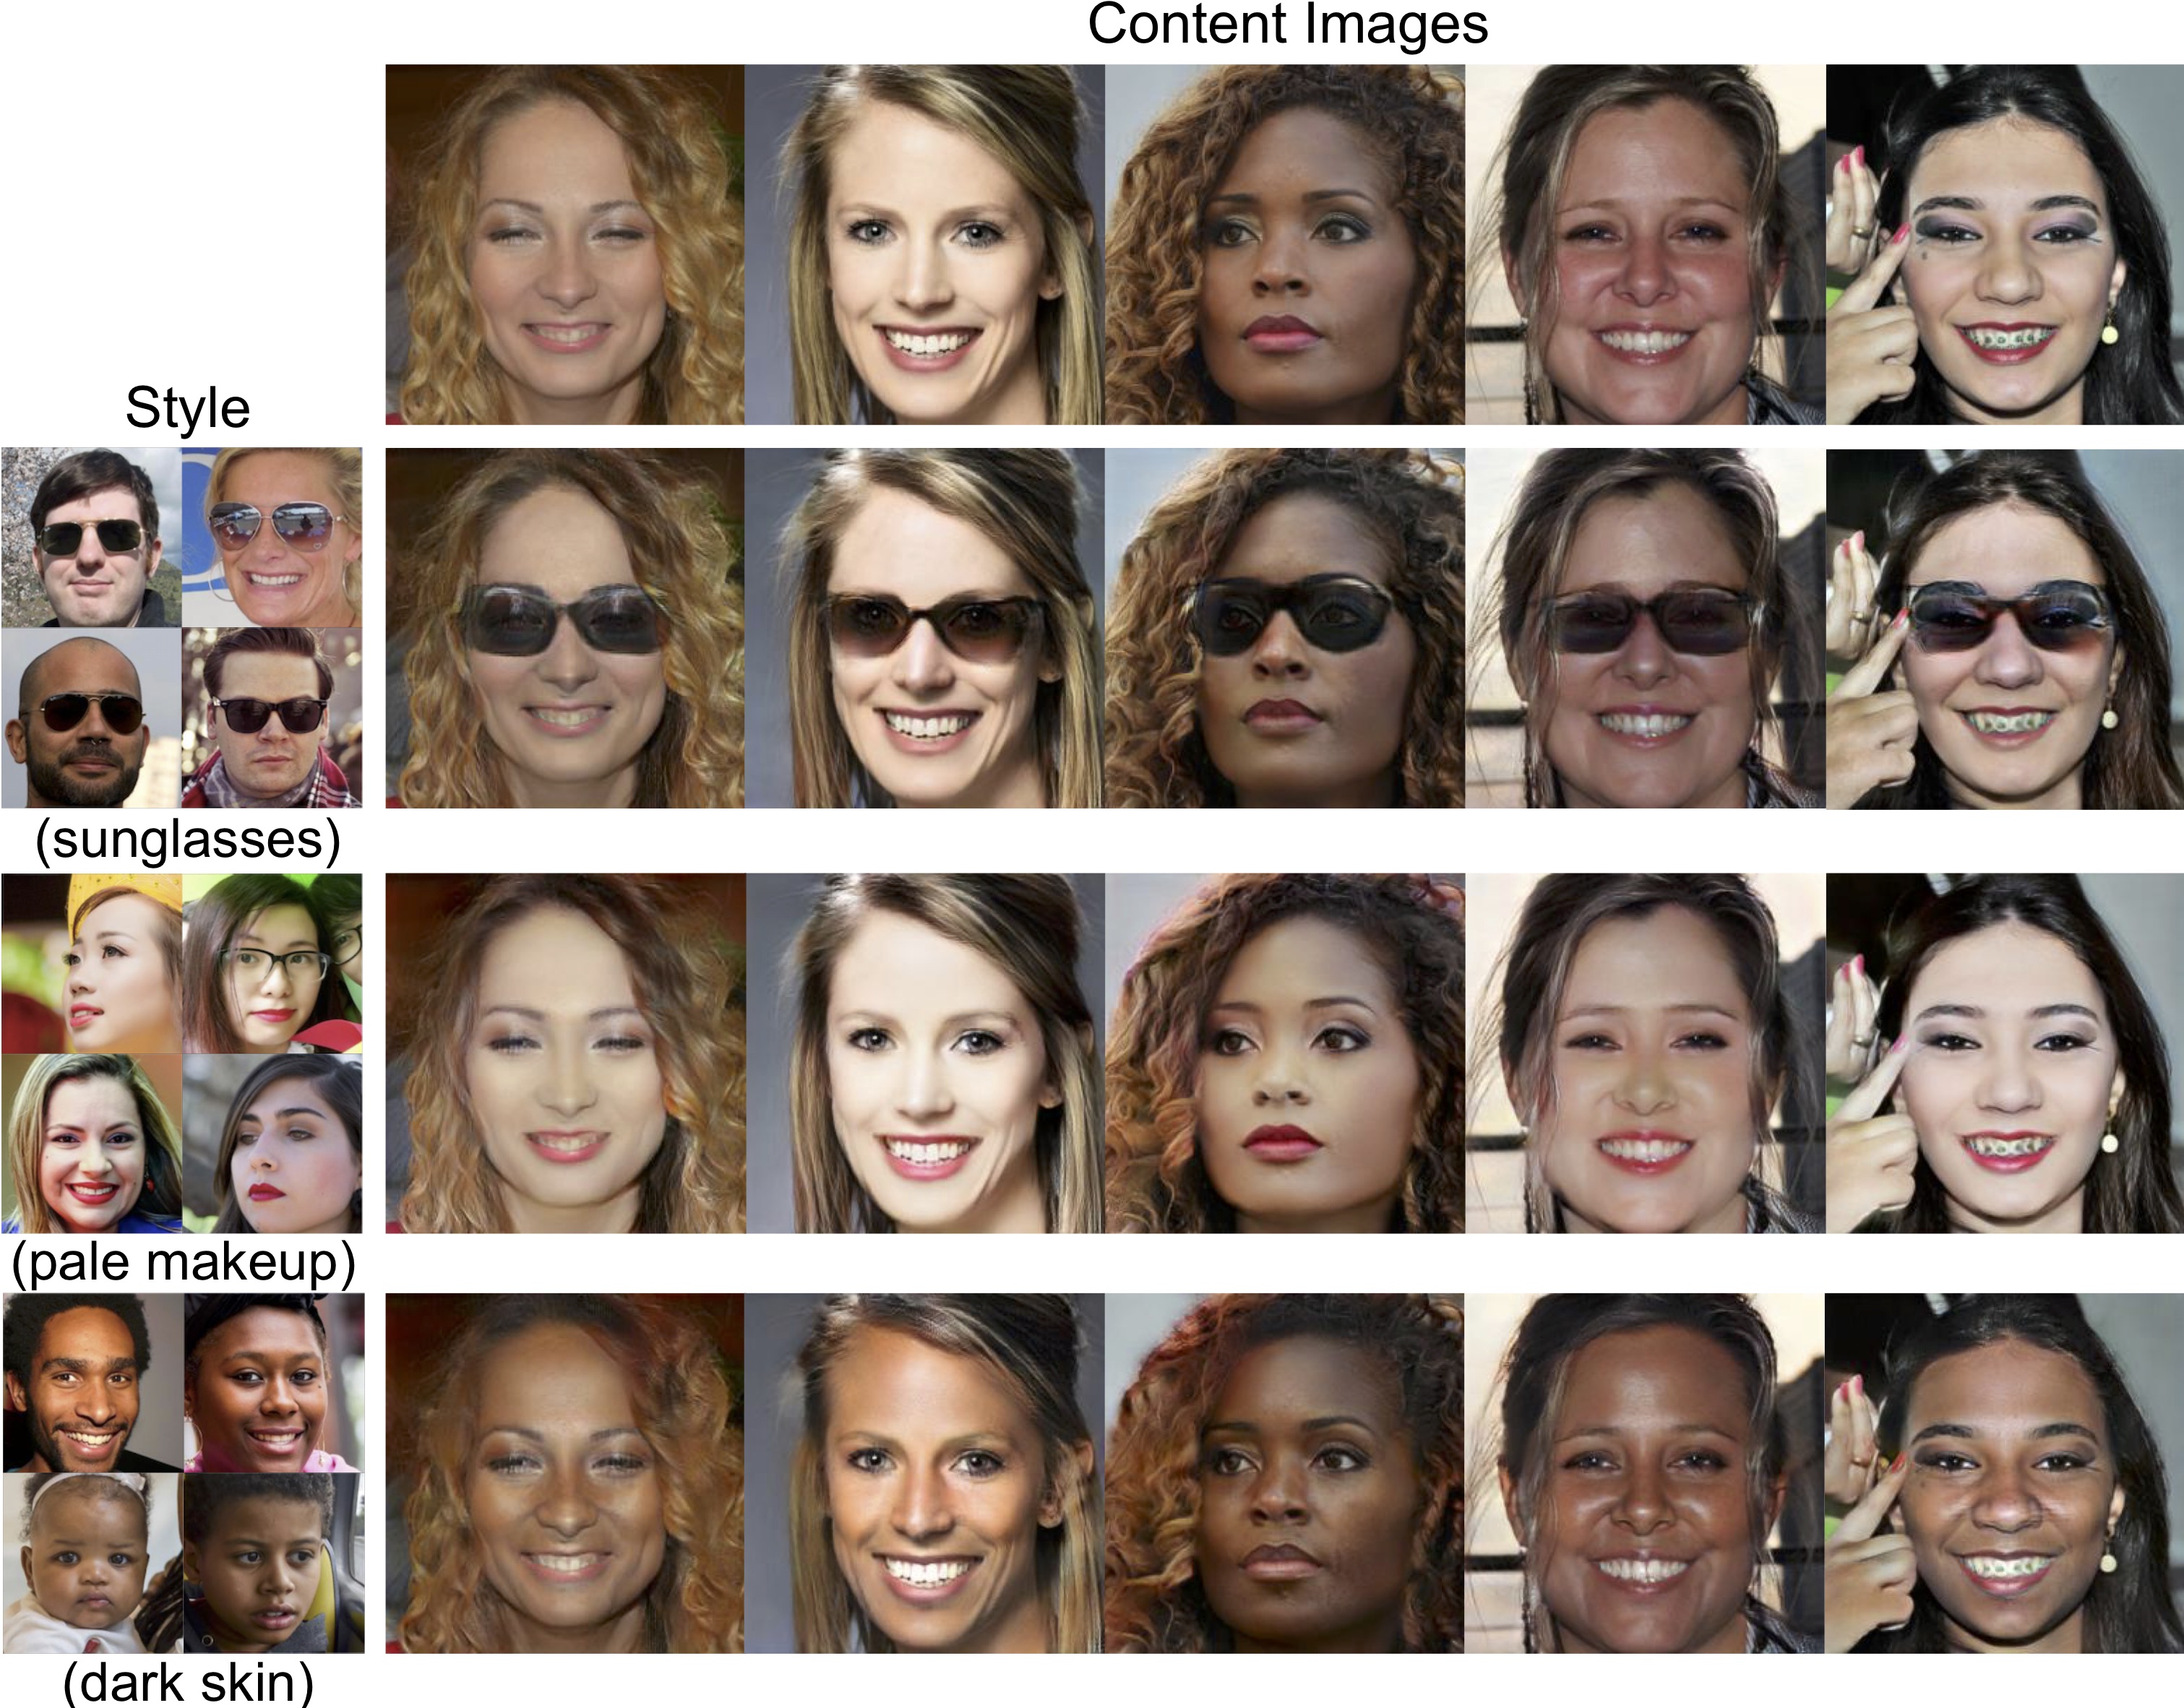 Content Images
Style
(sunglasses)
(pale makeup)
(dark skin)